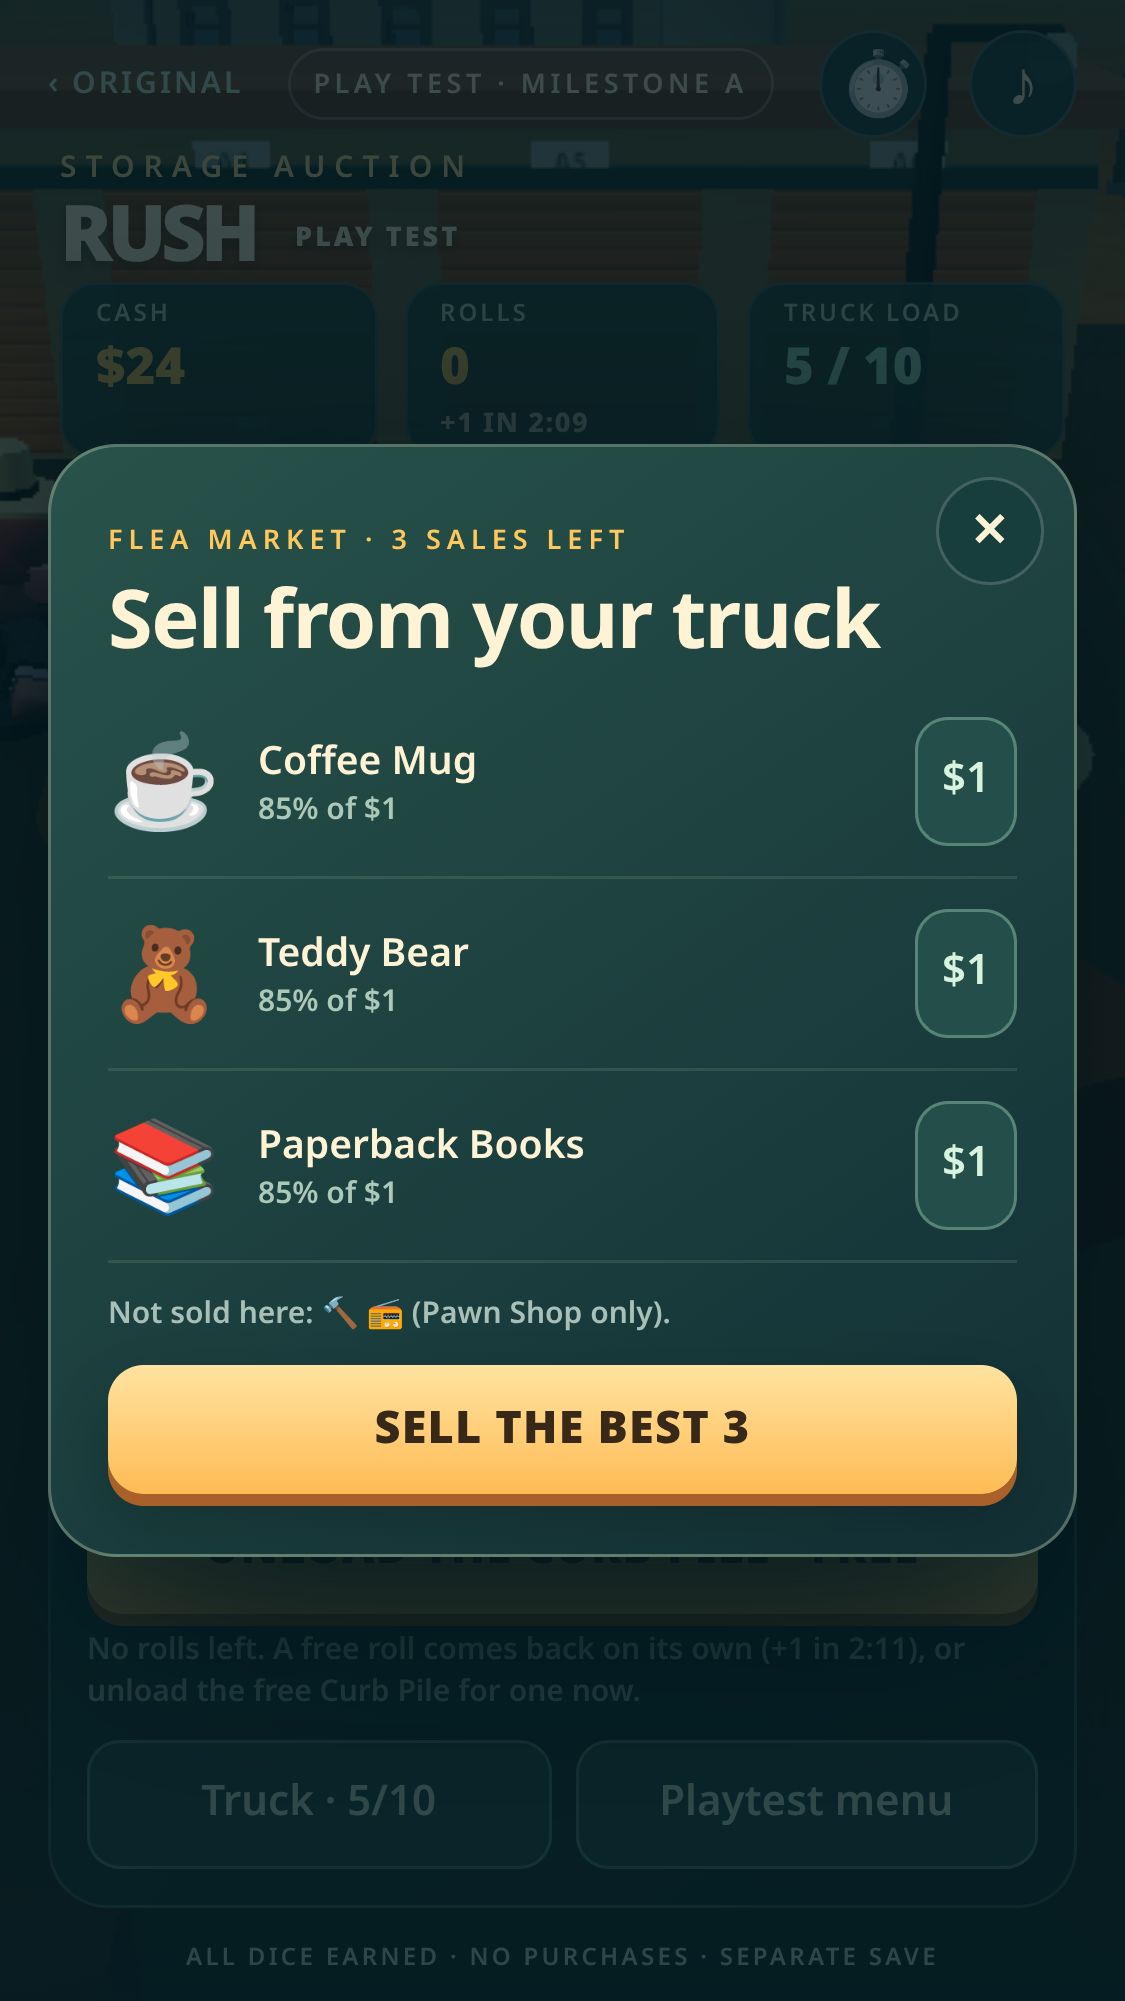 ‹ ORIGINAL
PLAY TEST · MILESTONE A
STORAGE AUCTION
RUSH PLAY TEST
CASH
$24
ROLLS
0
+1 IN 2:09
TRUCK LOAD
5 / 10
FLEA MARKET · 3 SALES LEFT
Sell from your truck
Coffee Mug
85% of $1
$1
Teddy Bear
85% of $1
$1
Paperback Books
85% of $1
$1
Not sold here: 🔨 📻 (Pawn Shop only).
SELL THE BEST 3
No rolls left. A free roll comes back on its own (+1 in 2:11), or
unload the free Curb Pile for one now.
Truck · 5/10
Playtest menu
ALL DICE EARNED · NO PURCHASES · SEPARATE SAVE